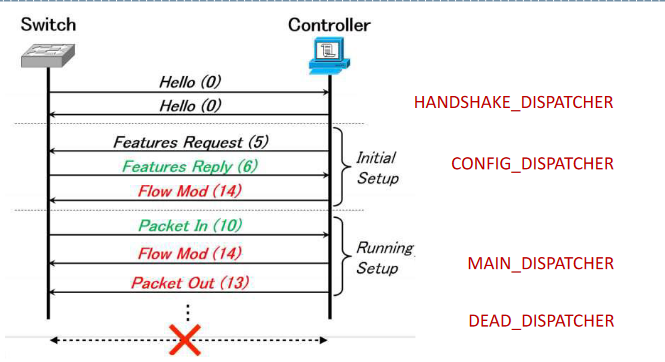 Switch
Controller
Hello (0)
Hello (0)
HANDSHAKE_DISPATCHER
Features Request (5)
Features Reply (6)
Flow Mod (14)
Initial
Setup
CONFIG_DISPATCHER
Packet In (10)
Flow Mod (14)
Packet Out (13)
Running
Setup
MAIN_DISPATCHER
DEAD_DISPATCHER